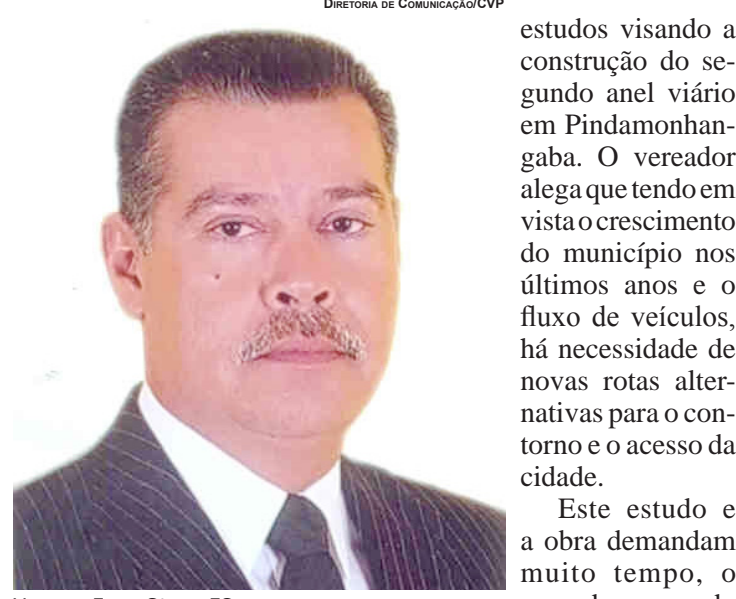 Diretoria de Comunicação/CVP
estudos visando a
construção do se-
gundo anel viário
em Pindamonhan-
gaba. O vereador
alega que tendo em
vista o crescimento
do município nos
últimos anos e o
fluxo de veículos,
há necessidade de
novas rotas alter-
nativas para o con-
torno e o acesso da
cidade.
Este estudo e
a obra demandam
muito tempo, o